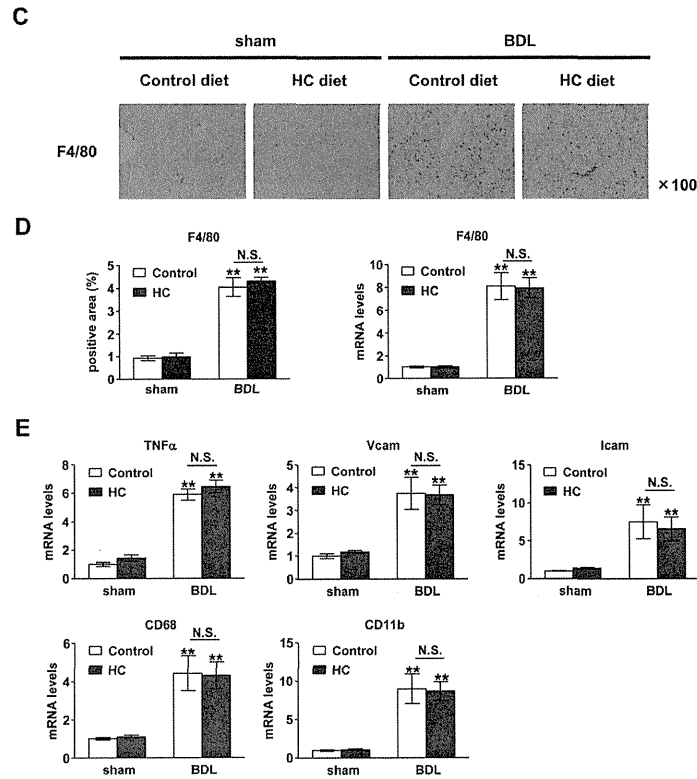 C
sham BDL
Control diet HC diet Control diet HC diet
F4/80
×100
D
F4/80
positive area (%)
5
4
3
2
1
0
Control
HC
** **
N.S.
sham BDL
F4/80
mRNA levels
10
8
6
4
2
0
Control
HC
** **
N.S.
sham BDL
E
TNFα
mRNA levels
8
6
4
2
0
Control
HC
** **
N.S.
sham BDL
Vcam
mRNA levels
5
4
3
2
1
0
Control
HC
** **
N.S.
sham BDL
Icam
mRNA levels
15
10
5
0
Control
HC
** **
N.S.
sham BDL
CD68
mRNA levels
6
4
2
0
Control
HC
** **
N.S.
sham BDL
CD11b
mRNA levels
15
10
5
0
Control
HC
** **
N.S.
sham BDL